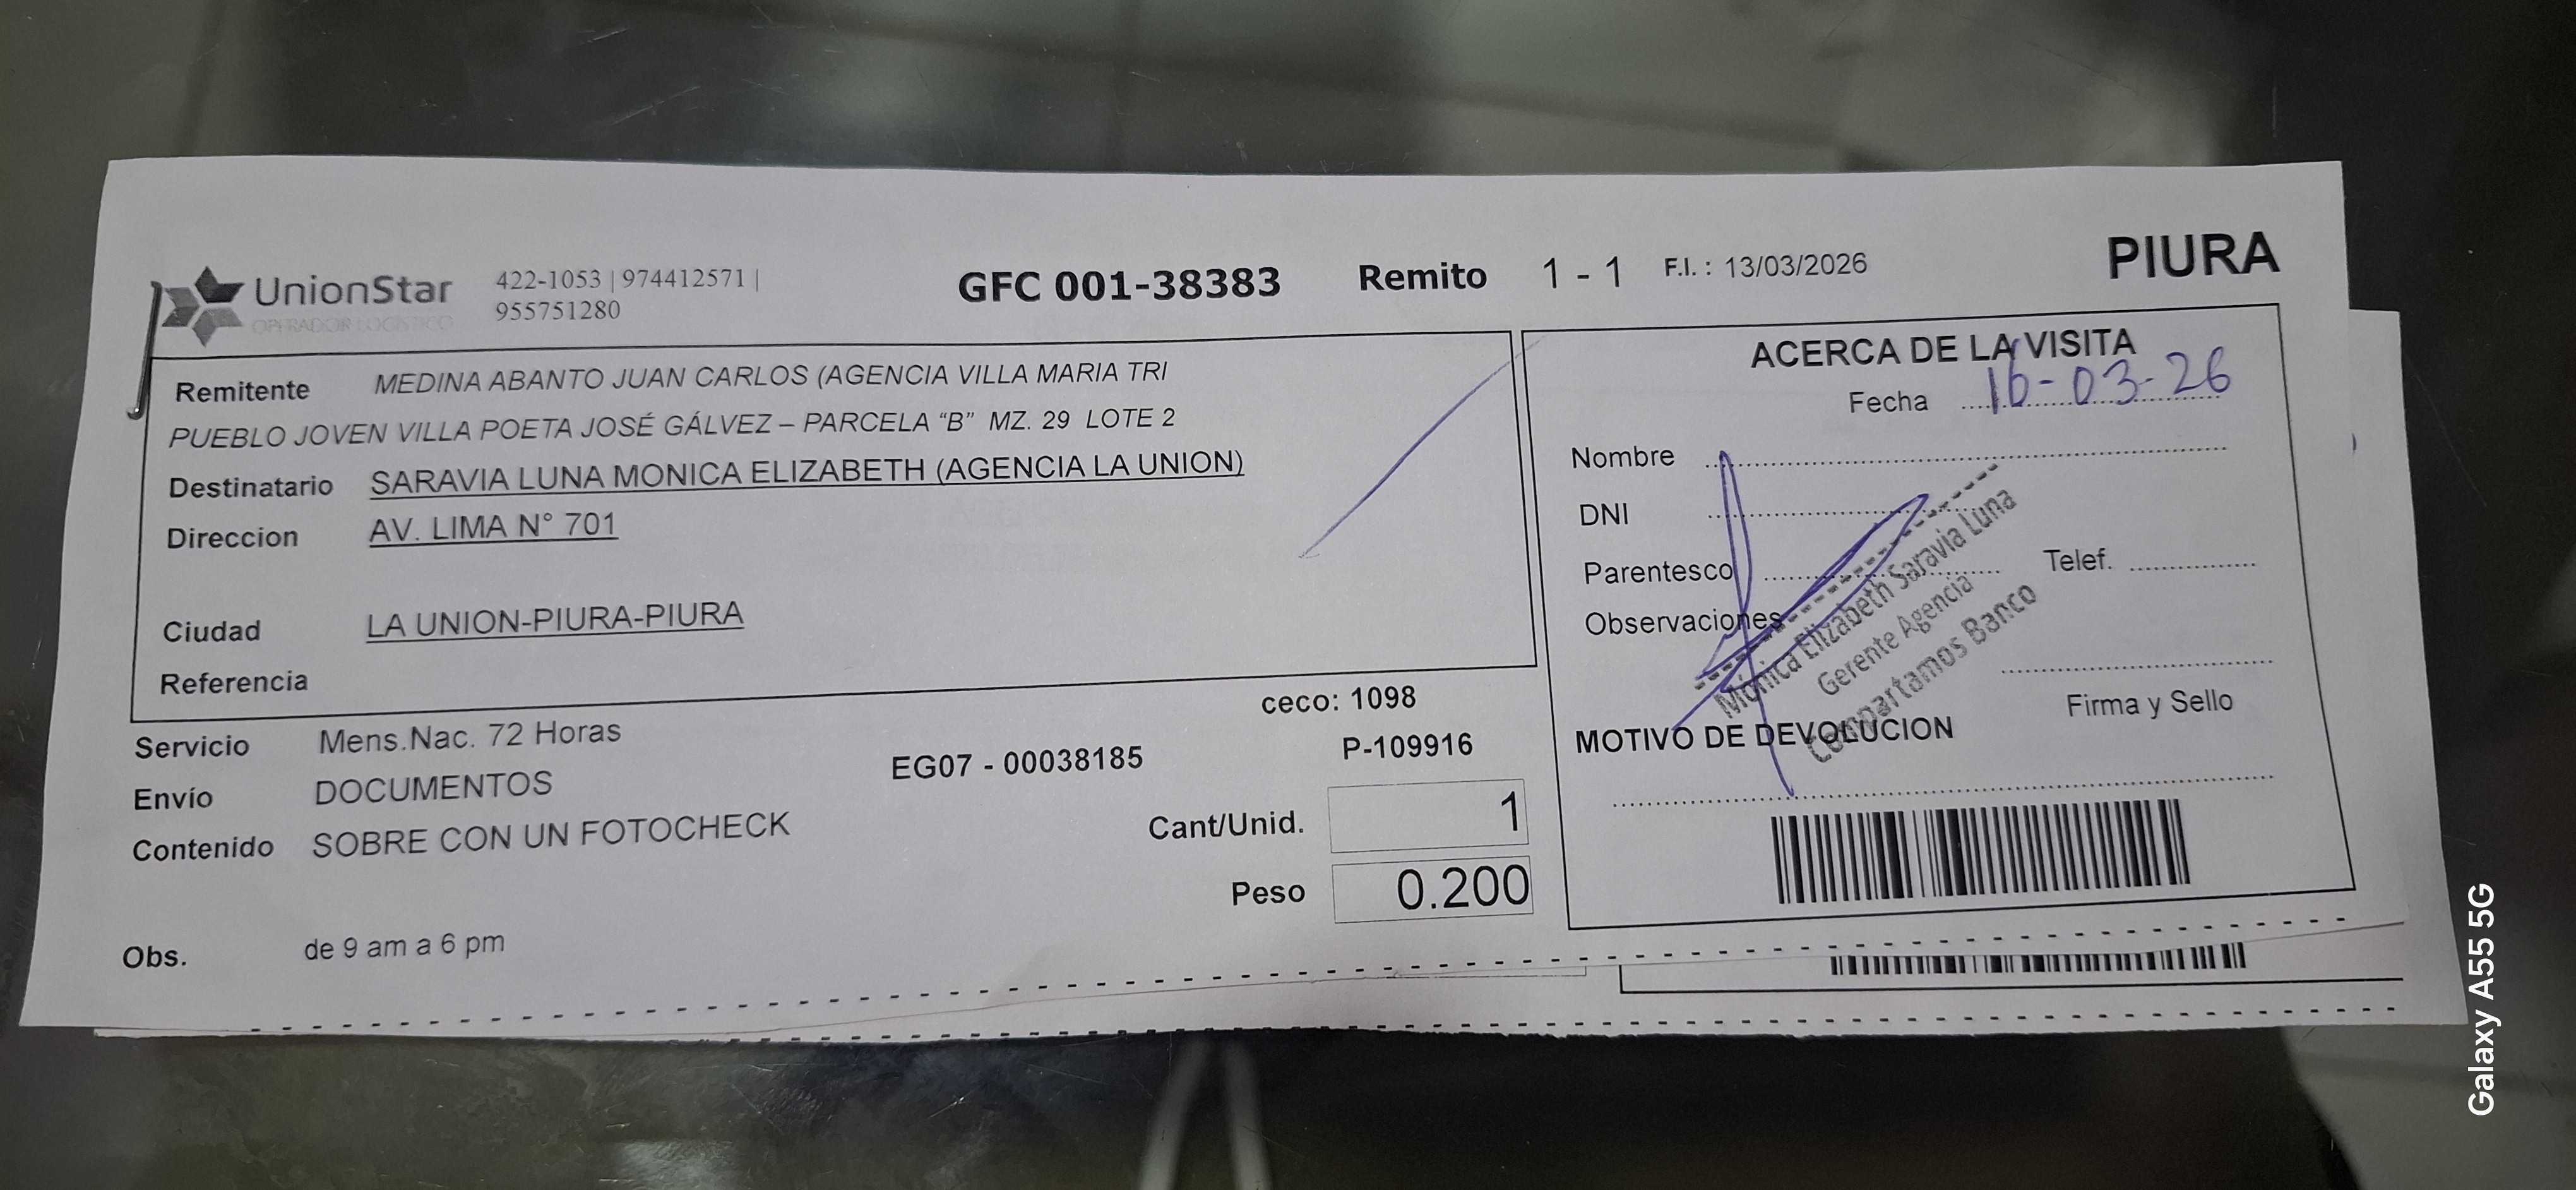 UnionStar
OPERADOR LOGISTICO
422-1053 | 974412571 |
955751280
GFC 001-38383 Remito 1 - 1 F.I. : 13/03/2026
PIURA
Remitente MEDINA ABANTO JUAN CARLOS (AGENCIA VILLA MARIA TRI
PUEBLO JOVEN VILLA POETA JOSÉ GÁLVEZ – PARCELA “B” MZ. 29 LOTE 2
Destinatario SARAVIA LUNA MONICA ELIZABETH (AGENCIA LA UNION)
Direccion AV. LIMA N° 701
Ciudad LA UNION-PIURA-PIURA
Referencia
ceco: 1098
Servicio Mens.Nac. 72 Horas
EG07 - 00038185 P-109916
Envío DOCUMENTOS
Contenido SOBRE CON UN FOTOCHECK
Cant/Unid. 1
Peso 0.200
Obs. de 9 am a 6 pm
ACERCA DE LA VISITA
Fecha 16-03-26
Nombre
DNI
Parentesco Telef.
Observaciones
Mónica Elizabeth Saravia Luna
Gerente Agencia
Compartamos Banco
Firma y Sello
MOTIVO DE DEVOLUCION
Galaxy A55 5G